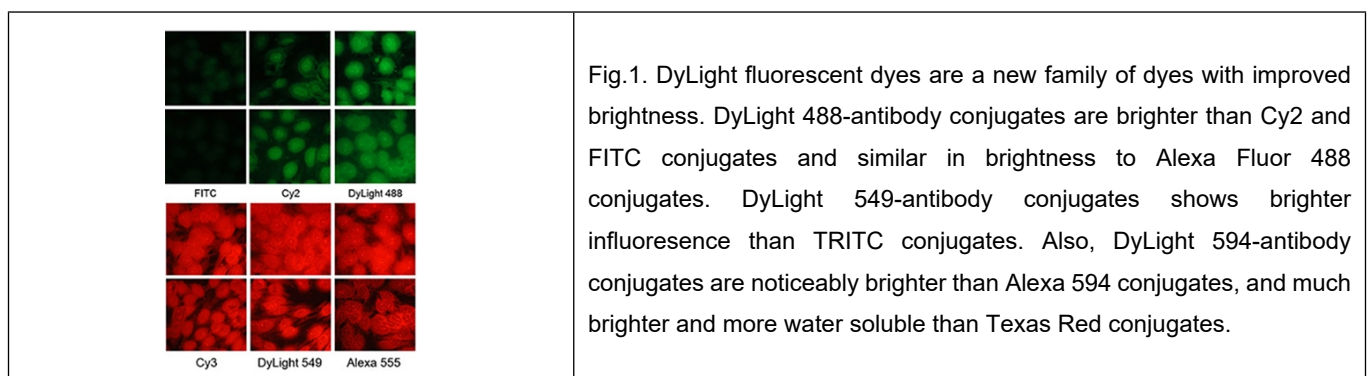 FITC Cy2 DyLight 488
Cy3 DyLight 549 Alexa 555
Fig.1. DyLight fluorescent dyes are a new family of dyes with improved
brightness. DyLight 488-antibody conjugates are brighter than Cy2 and
FITC conjugates and similar in brightness to Alexa Fluor 488
conjugates. DyLight 549-antibody conjugates shows brighter
influoresence than TRITC conjugates. Also, DyLight 594-antibody
conjugates are noticeably brighter than Alexa 594 conjugates, and much
brighter and more water soluble than Texas Red conjugates.